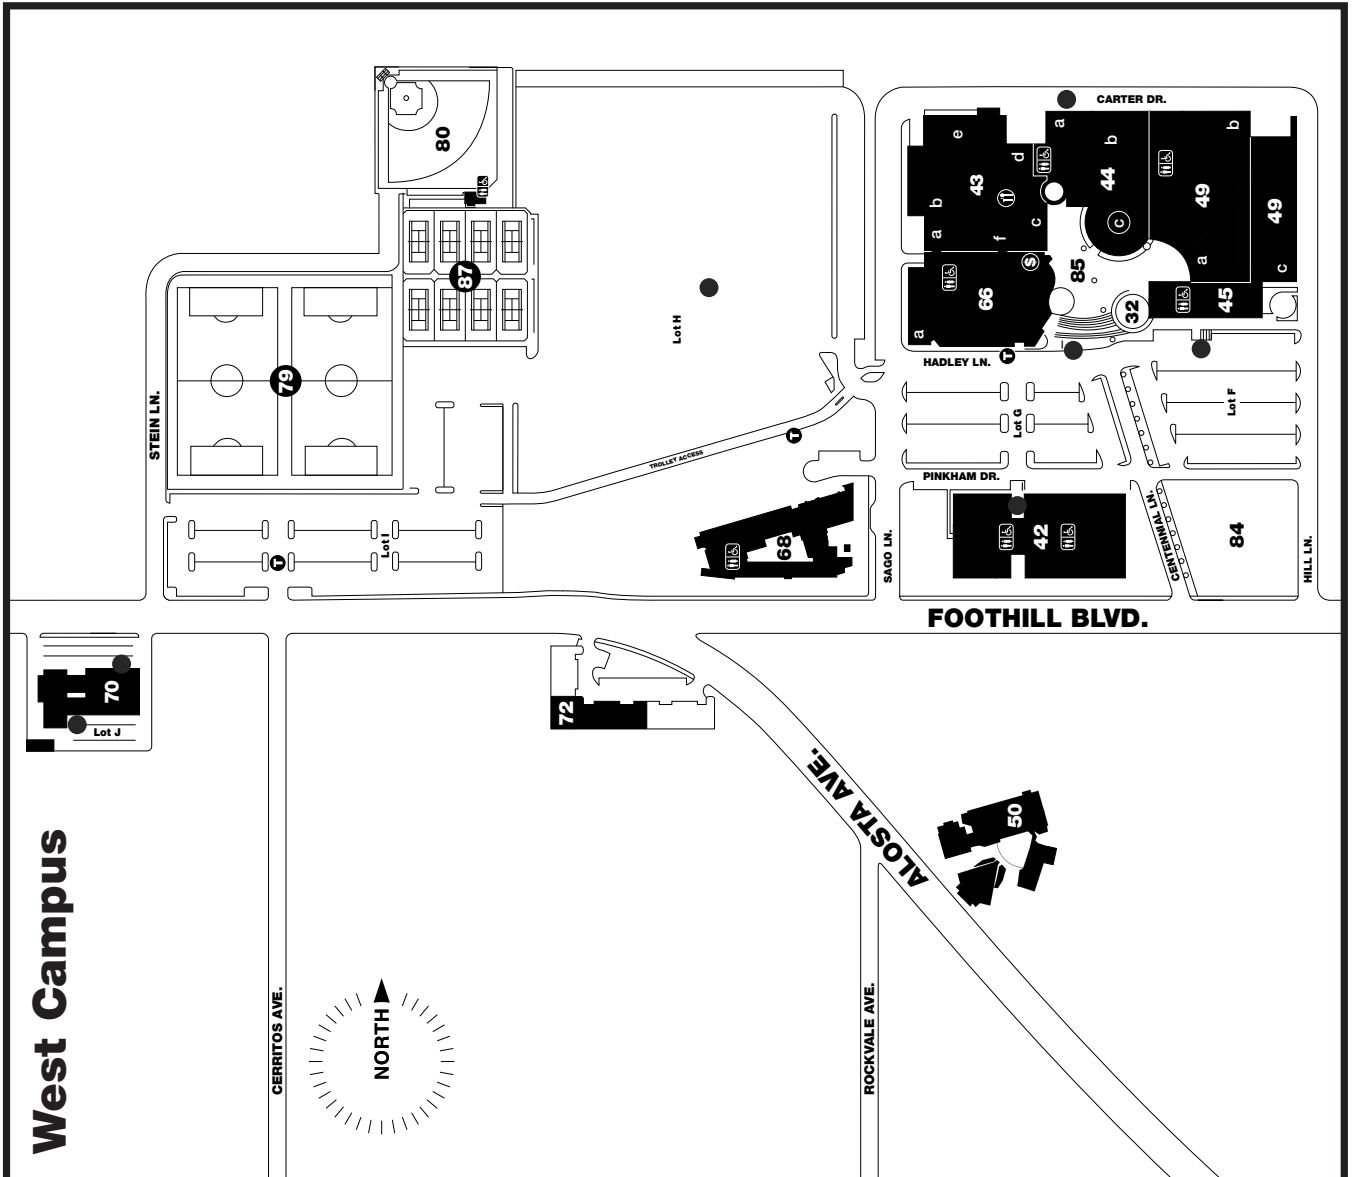 CARTER DR.
80
e
d
a
b
b
43
44
49
49
b
a
c
f
c
a
c
87
S
85
66
a
32
45
Lot H
79
STEIN LN.
HADLEY LN.
T
T
TROLLEY ACCESS
Lot G
Lot F
PINKHAM DR.
68
42
84
SAGO LN.
CENTENNIAL LN.
HILL LN.
Lot I
T
FOOTHILL BLVD.
70
Lot J
72
ALOSTA AVE.
50
West Campus
CERRITOS AVE.
NORTH
ROCKVALE AVE.